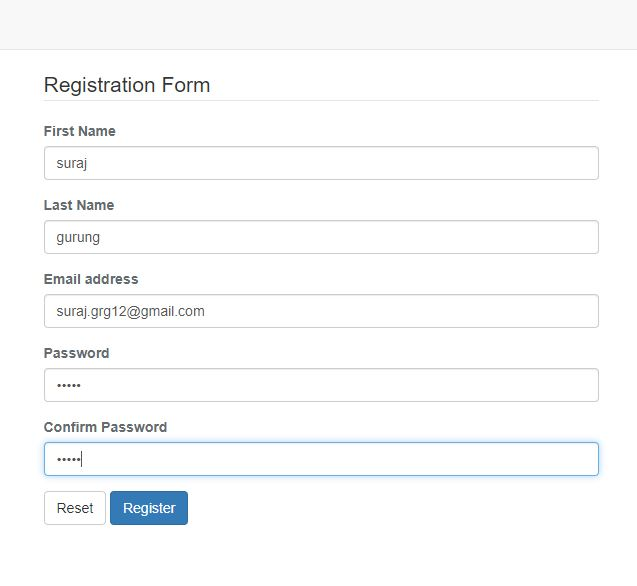 Registration Form
First Name
suraj
Last Name
gurung
Email address
suraj.grg12@gmail.com
Password
•••••
Confirm Password
•••••
Reset Register